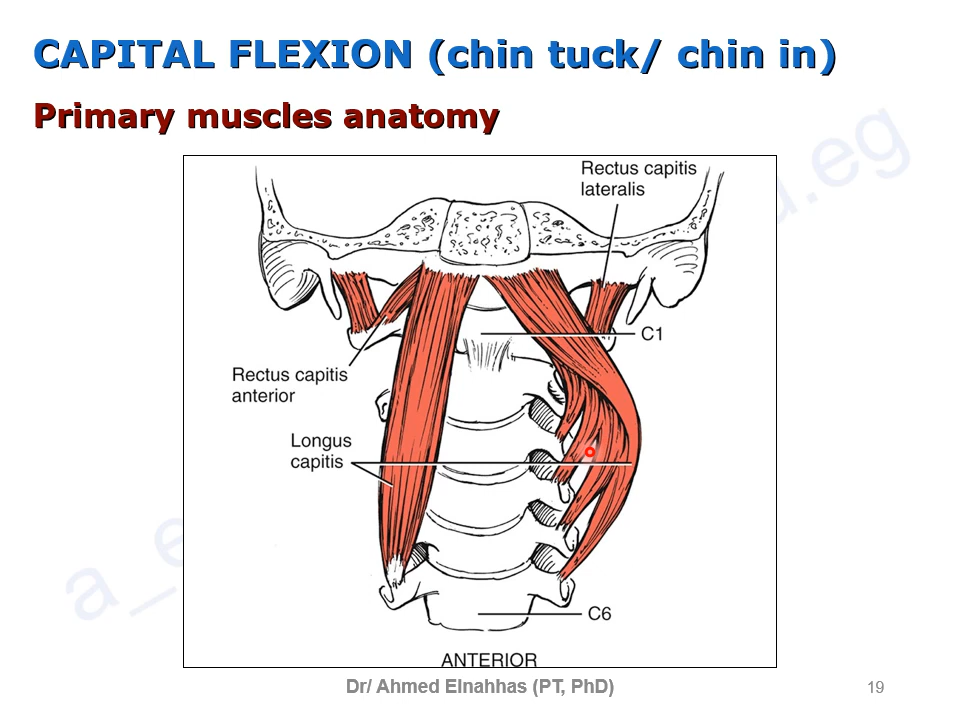 CAPITAL FLEXION (chin tuck/ chin in)
Primary muscles anatomy
Rectus capitis
lateralis
C1
Rectus capitis
anterior
Longus
capitis
C6
ANTERIOR
Dr/ Ahmed Elnahhas (PT, PhD)
19